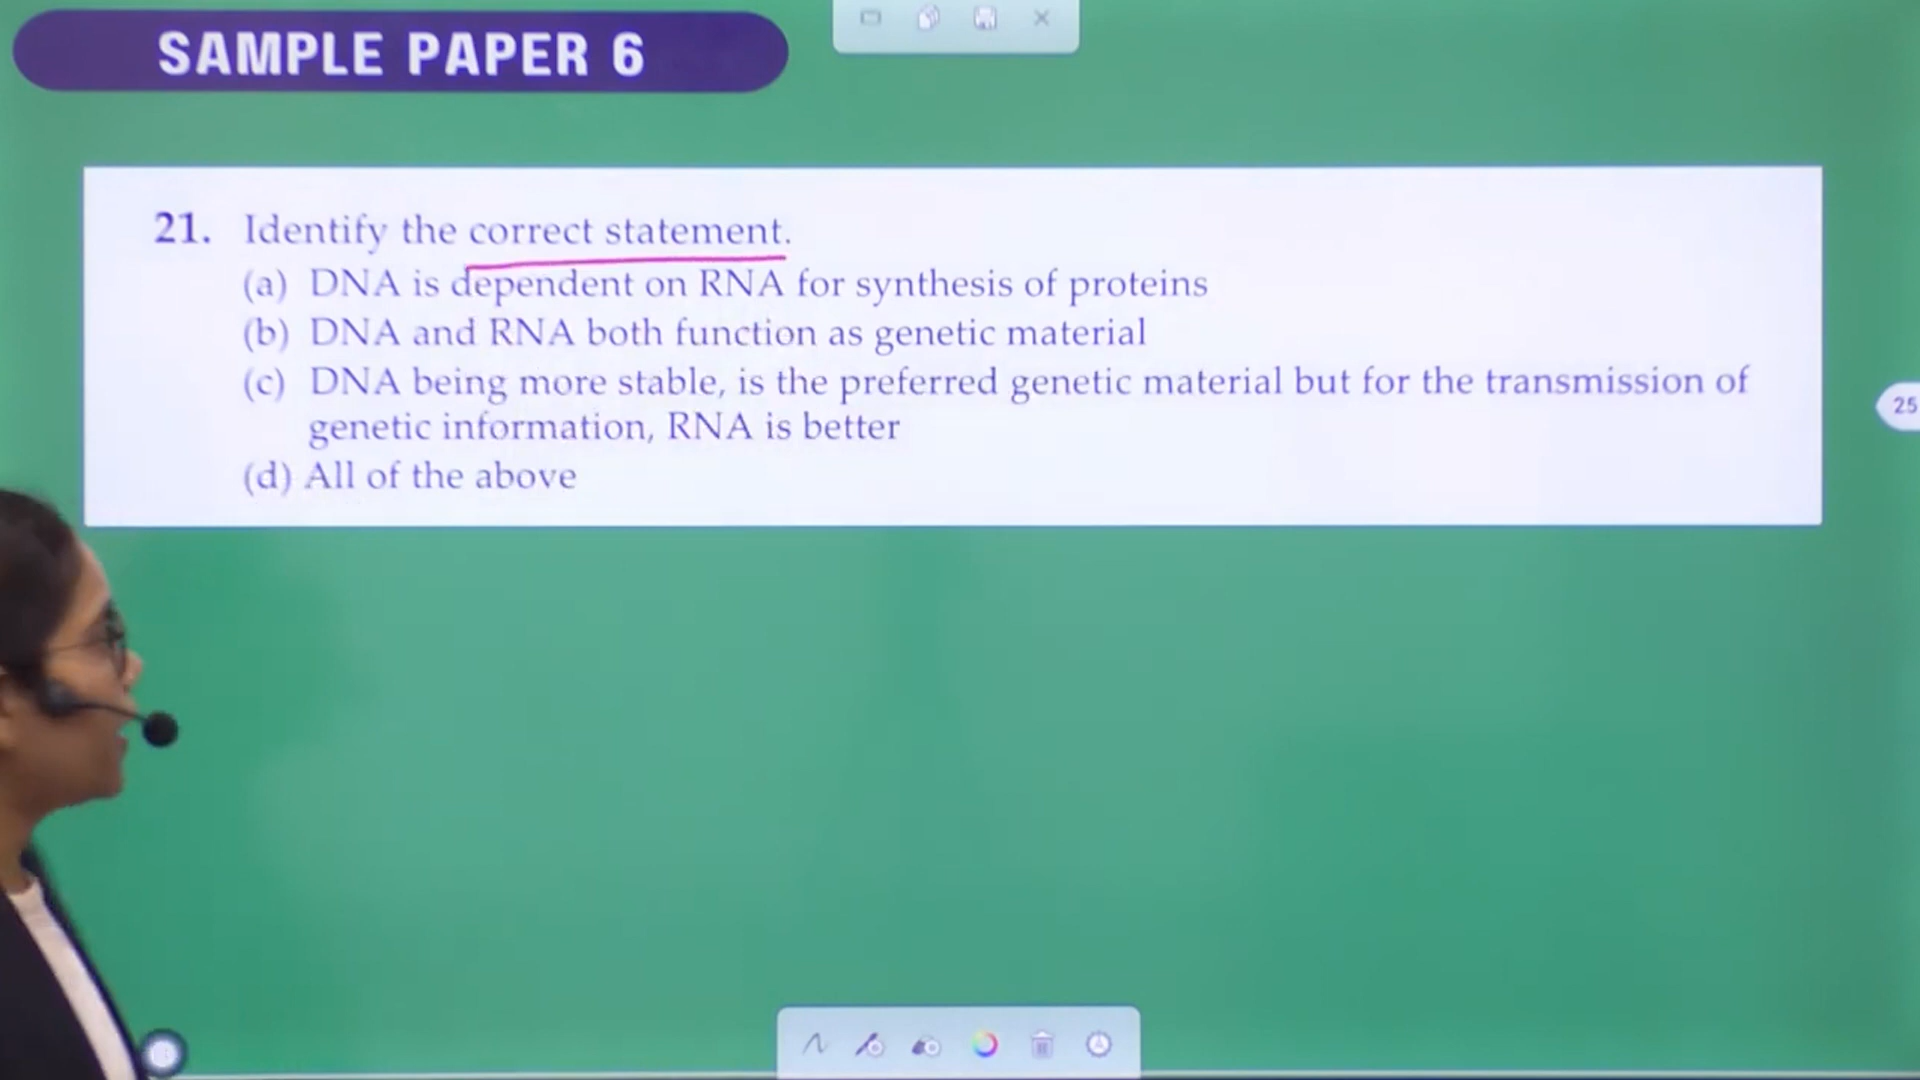 SAMPLE PAPER 6
21. Identify the correct statement.
(a) DNA is dependent on RNA for synthesis of proteins
(b) DNA and RNA both function as genetic material
(c) DNA being more stable, is the preferred genetic material but for the transmission of
genetic information, RNA is better
(d) All of the above
25